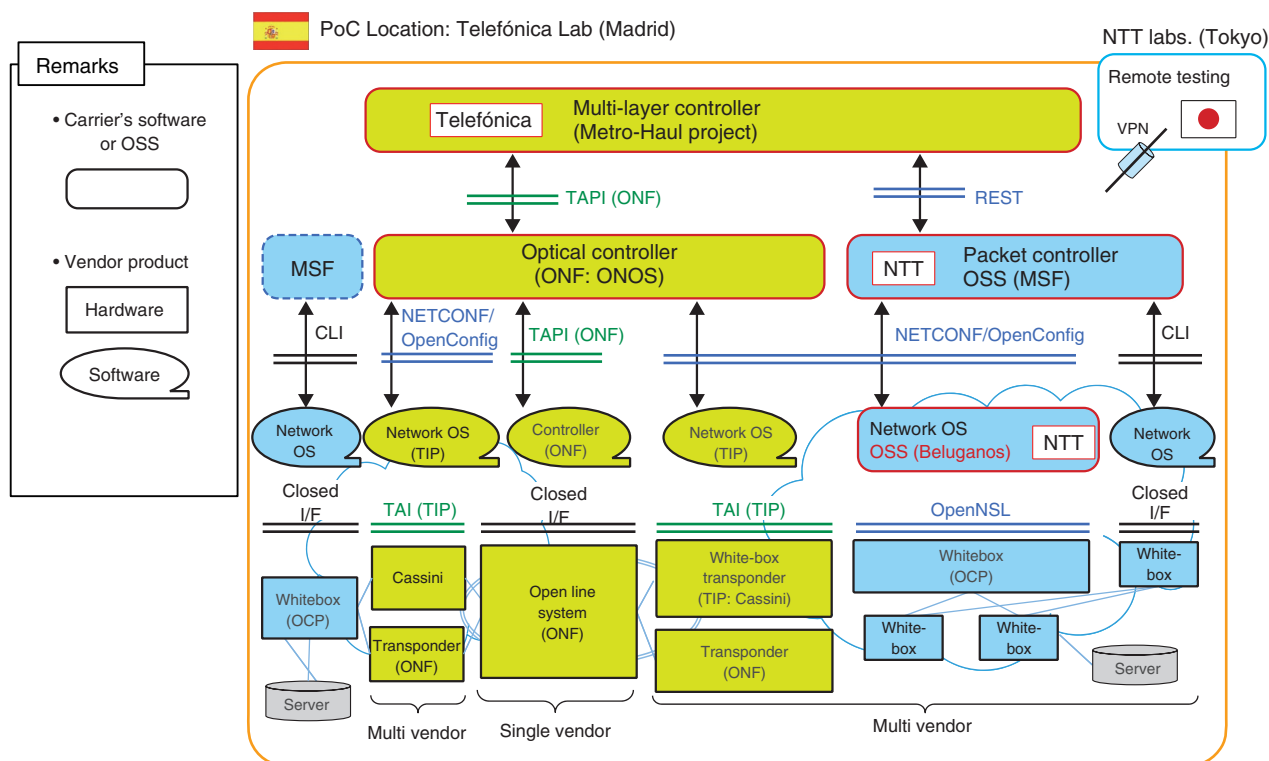 PoC Location: Telefónica Lab (Madrid)
NTT labs. (Tokyo)
Remote testing
VPN
Remarks
• Carrier's software
or OSS
• Vendor product
Hardware
Software
Telefónica
Multi-layer controller
(Metro-Haul project)
TAPI (ONF)
REST
MSF
Optical controller
(ONF: ONOS)
NTT
Packet controller
OSS (MSF)
CLI
NETCONF/
OpenConfig
TAPI (ONF)
NETCONF/OpenConfig
CLI
Network
OS
Network OS
(TIP)
Controller
(ONF)
Network OS
(TIP)
Network OS
OSS (Beluganos)
NTT
Network
OS
Closed
I/F
TAI (TIP)
Closed
I/F
TAI (TIP)
OpenNSL
Closed
I/F
Whitebox
(OCP)
Cassini
Transponder
(ONF)
Open line
system
(ONF)
White-box
transponder
(TIP: Cassini)
Transponder
(ONF)
Whitebox
(OCP)
White-
box
White-
box
White-
box
Server
Server
Multi vendor
Single vendor
Multi vendor